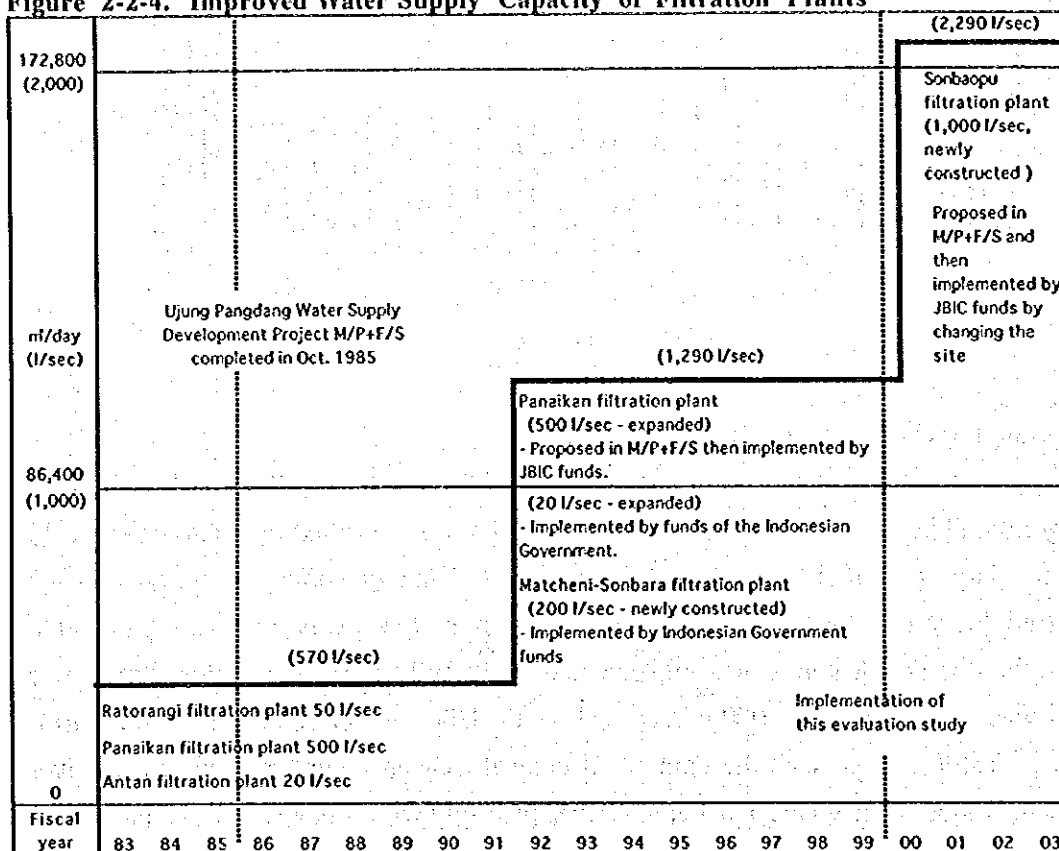 Figure 2-2-4. Improved Water Supply Capacity of Filtration Plants
(2,290 l/sec)
172,800
(2,000)
Sonbaopu
filtration plant
(1,000 l/sec,
newly
constructed )
Proposed in
M/P+F/S and
then
implemented by
JBIC funds by
changing the
site
Ujung Pangdang Water Supply
Development Project M/P+F/S
completed in Oct. 1985
m³/day
(l/sec)
(1,290 l/sec)
Panaikan filtration plant
(500 l/sec - expanded)
- Proposed in M/P+F/S then implemented by
JBIC funds.
86,400
(1,000)
(20 l/sec - expanded)
- Implemented by funds of the Indonesian
Government.
Matcheni-Sonbara filtration plant
(200 l/sec - newly constructed)
- Implemented by Indonesian Government
funds
(570 l/sec)
Ratorangi filtration plant 50 l/sec
Panaikan filtration plant 500 l/sec
Antan filtration plant 20 l/sec
Implementation of
this evaluation study
0
Fiscal
year 83 84 85 86 87 88 89 90 91 92 93 94 95 96 97 98 99 00 01 02 03